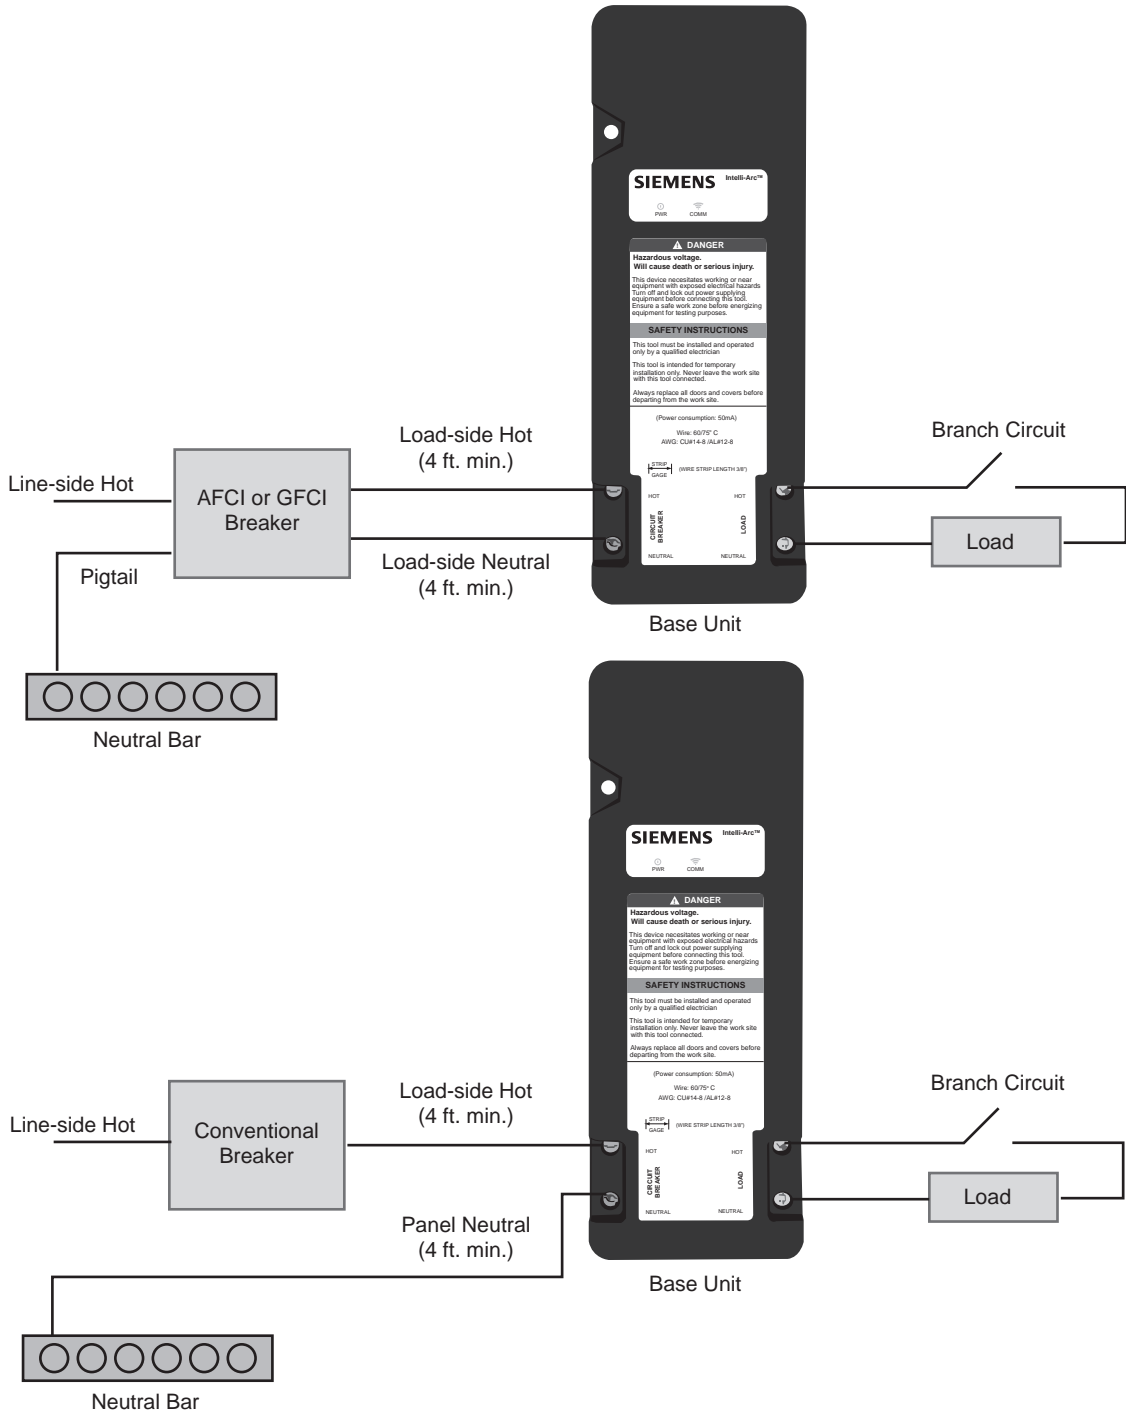 SIEMENS Intelli-Arc™
PWR COMM
DANGER
Hazardous voltage.
Will cause death or serious injury.
This device necesitates working or near
equipment with exposed electrical hazards
Turn off and lock out power supplying
equipment before connecting this tool.
Ensure a safe work zone before energizing
equipment for testing purposes.
SAFETY INSTRUCTIONS
This tool must be installed and operated
only by a qualified electrician
This tool is intended for temporary
installation only. Never leave the work site
with this tool connected.
Always replace all doors and covers before
departing from the work site.
(Power consumption: 50mA)
Wire: 60/75° C
AWG: CU#14-8 /AL#12-8
STRIP
GAGE
(WIRE STRIP LENGTH 3/8")
HOT HOT
CIRCUIT
BREAKER
LOAD
NEUTRAL NEUTRAL
Line-side Hot
AFCI or GFCI
Breaker
Load-side Hot
(4 ft. min.)
Load-side Neutral
(4 ft. min.)
Pigtail
Neutral Bar
Branch Circuit
Load
Base Unit
SIEMENS Intelli-Arc™
PWR COMM
DANGER
Hazardous voltage.
Will cause death or serious injury.
This device necesitates working or near
equipment with exposed electrical hazards
Turn off and lock out power supplying
equipment before connecting this tool.
Ensure a safe work zone before energizing
equipment for testing purposes.
SAFETY INSTRUCTIONS
This tool must be installed and operated
only by a qualified electrician
This tool is intended for temporary
installation only. Never leave the work site
with this tool connected.
Always replace all doors and covers before
departing from the work site.
(Power consumption: 50mA)
Wire: 60/75° C
AWG: CU#14-8 /AL#12-8
STRIP
GAGE
(WIRE STRIP LENGTH 3/8")
HOT HOT
CIRCUIT
BREAKER
LOAD
NEUTRAL NEUTRAL
Line-side Hot
Conventional
Breaker
Load-side Hot
(4 ft. min.)
Panel Neutral
(4 ft. min.)
Neutral Bar
Branch Circuit
Load
Base Unit